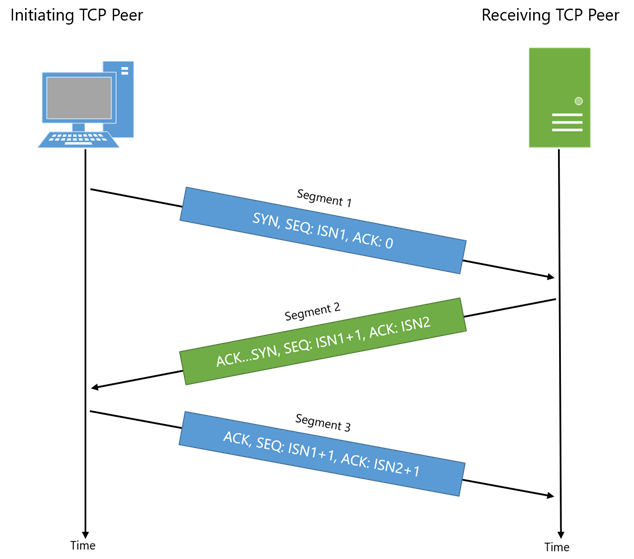 Initiating TCP Peer
Receiving TCP Peer
Segment 1
SYN, SEQ: ISN1, ACK: 0
Segment 2
ACK...SYN, SEQ: ISN1+1, ACK: ISN2
Segment 3
ACK, SEQ: ISN1+1, ACK: ISN2+1
Time
Time